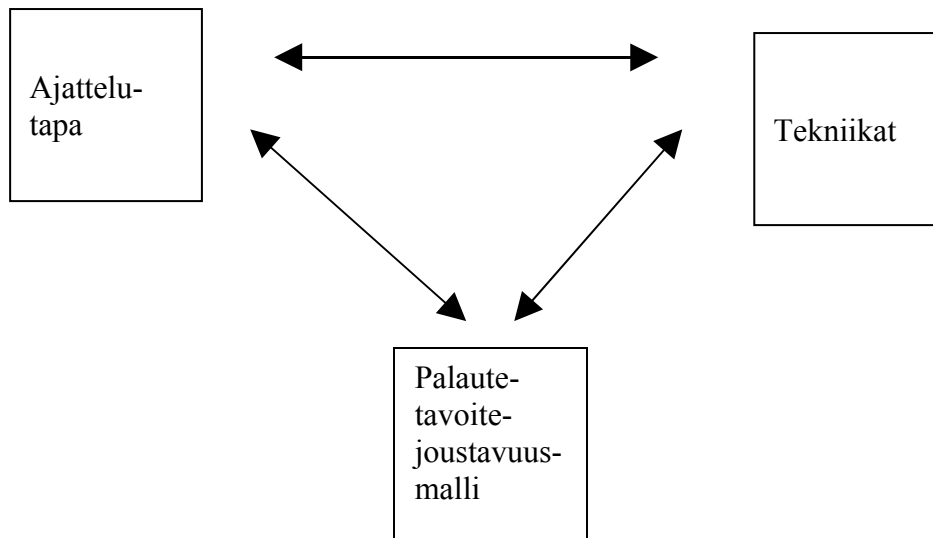 Ajattelu-
tapa
Tekniikat
Palaute-
tavoite-
joustavuus-
malli